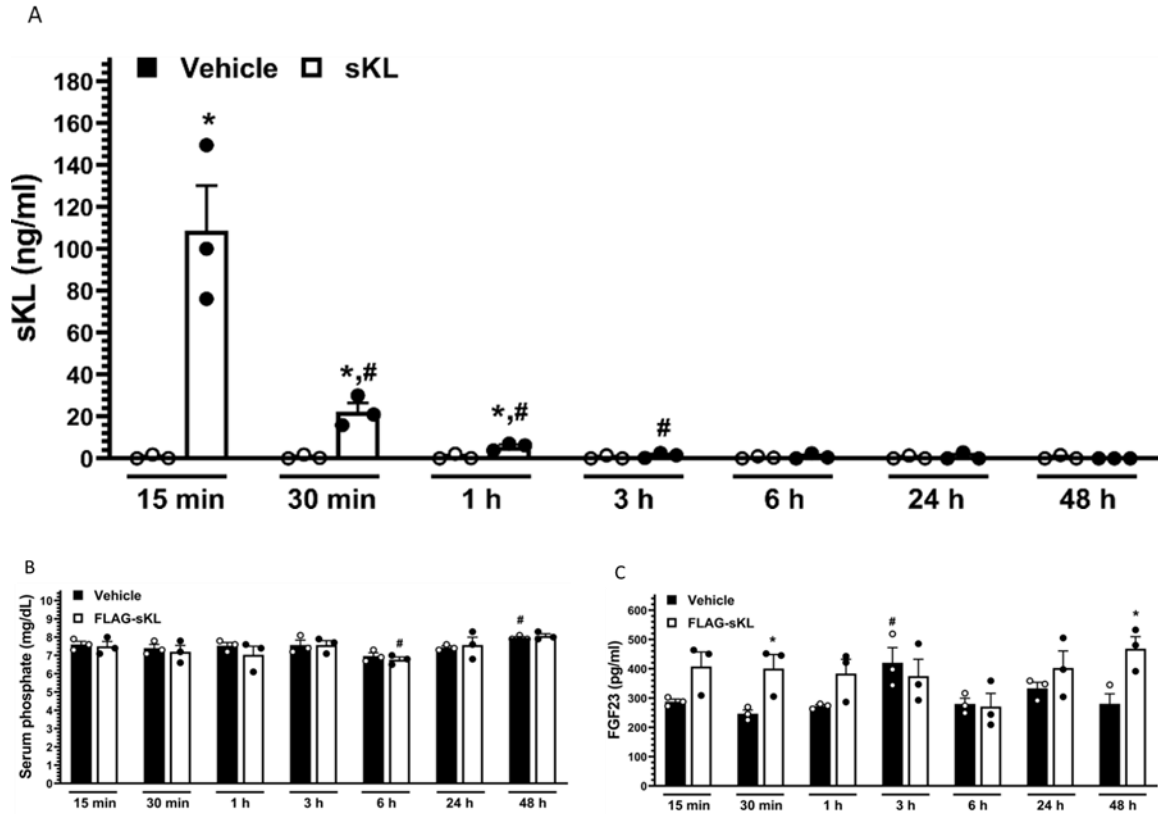 A
Vehicle sKL
sKL (ng/ml)
180
160
140
120
100
80
60
40
20
0
*
*,#
*,#
#
15 min 30 min 1 h 3 h 6 h 24 h 48 h
B
Vehicle
FLAG-sKL
Serum phosphate (mg/dL)
10
9
8
7
6
5
4
3
2
1
0
#
#
15 min 30 min 1 h 3 h 6 h 24 h 48 h
C
Vehicle
FLAG-sKL
FGF23 (pg/ml)
600
500
400
300
200
100
0
*
#
*
15 min 30 min 1 h 3 h 6 h 24 h 48 h